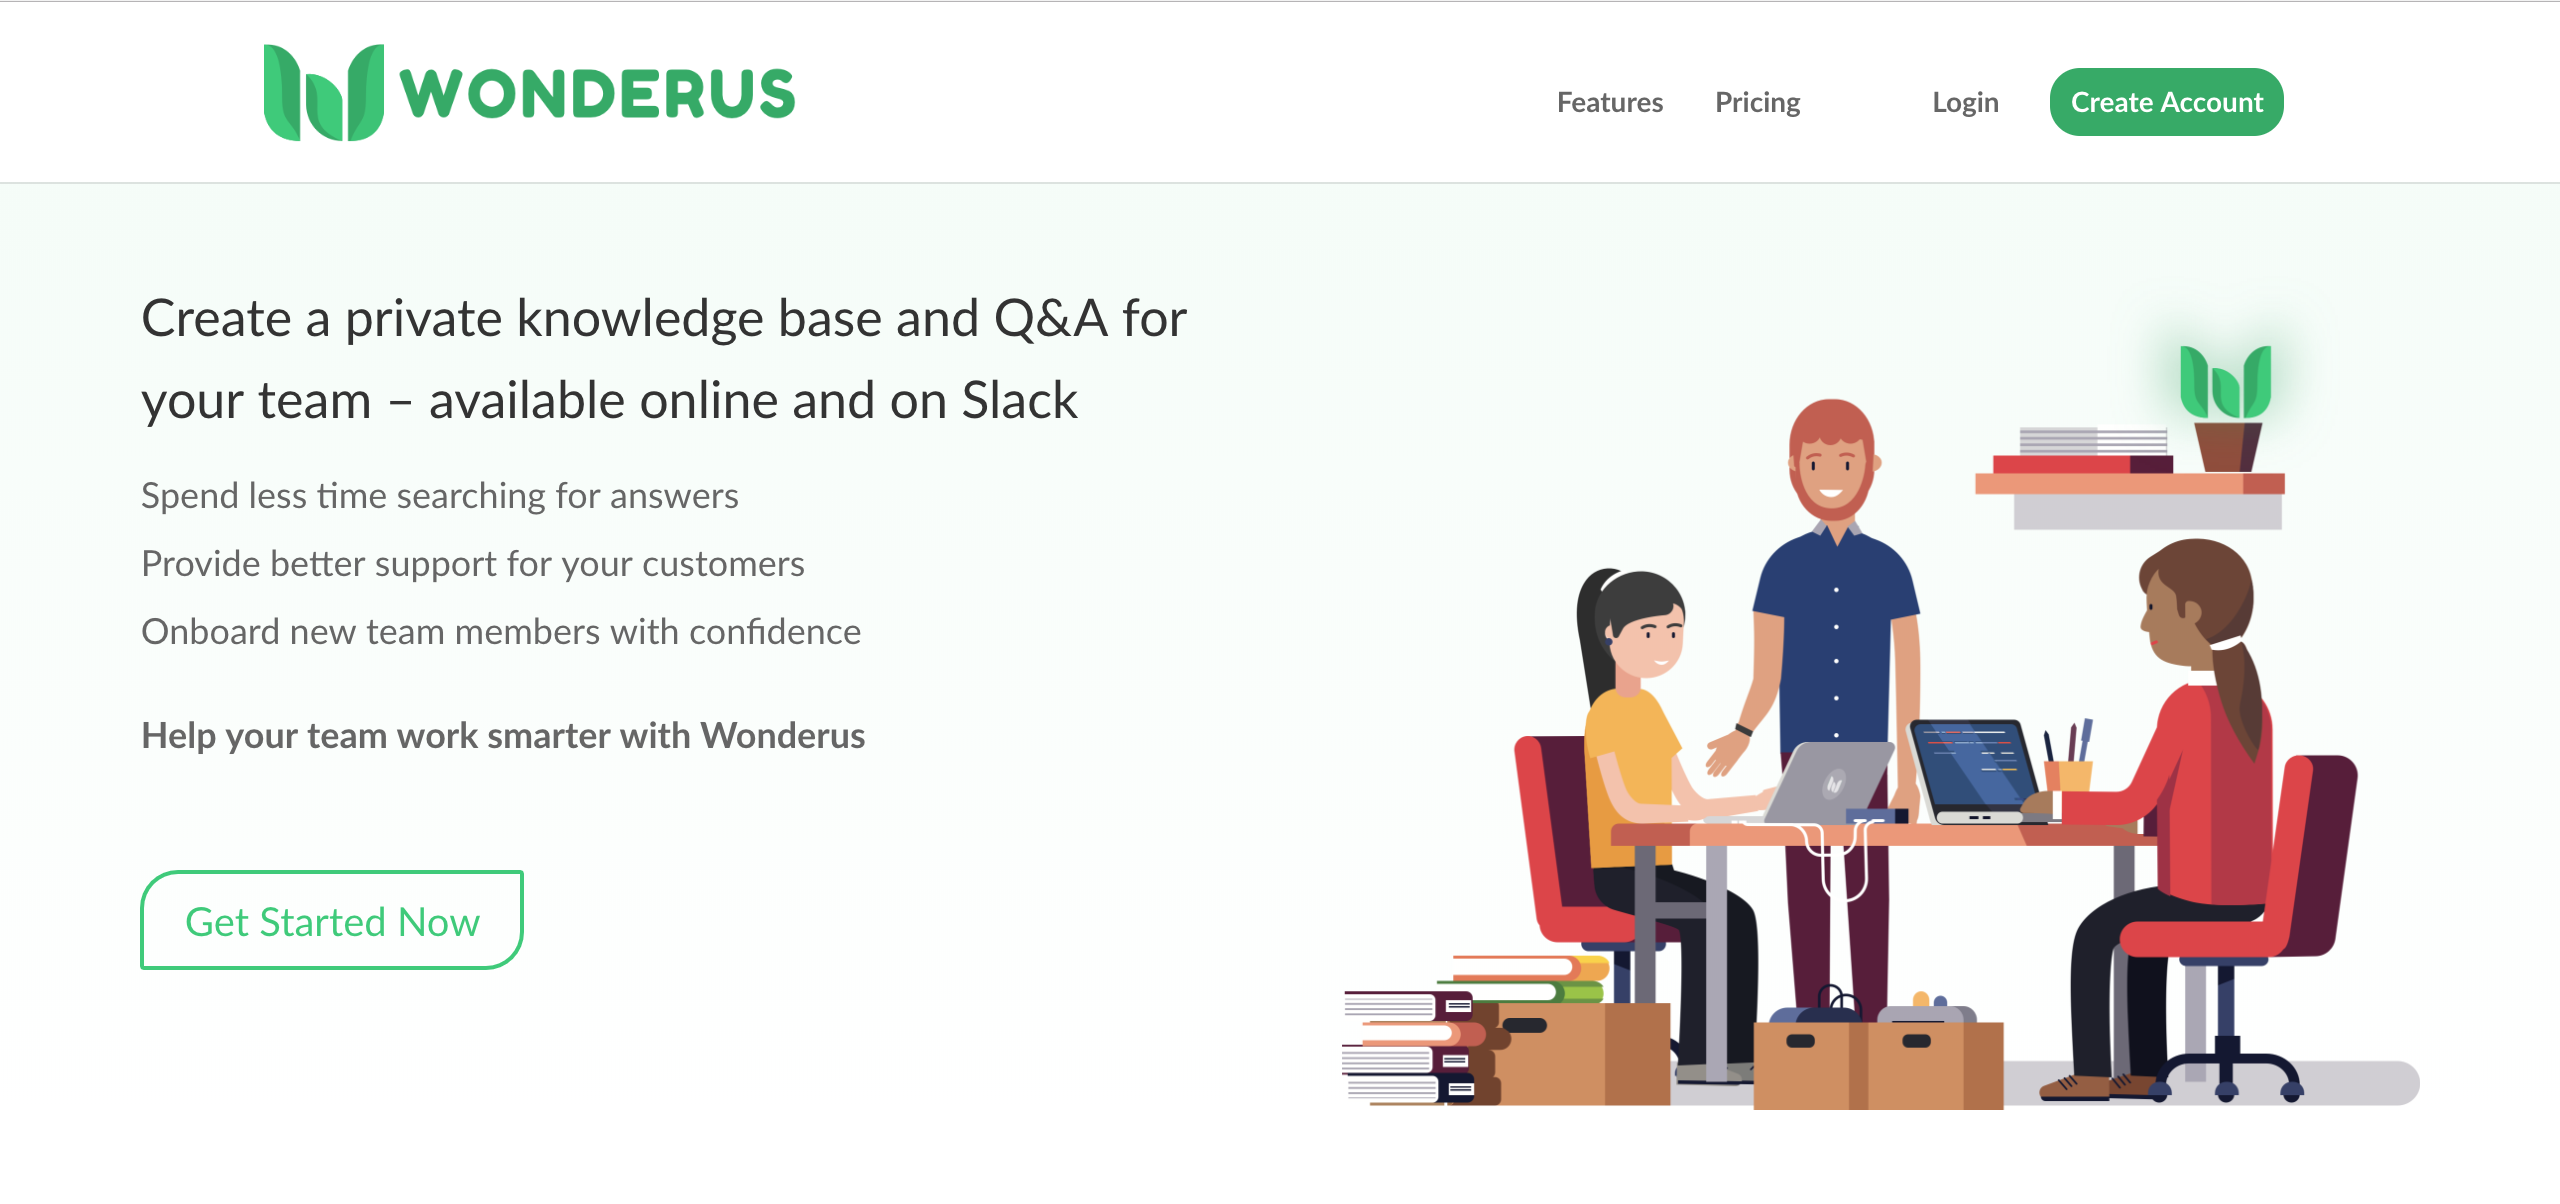 WONDERUS
Features
Pricing
Login
Create Account
Create a private knowledge base and Q&A for
your team – available online and on Slack
Spend less time searching for answers
Provide better support for your customers
Onboard new team members with confidence
Help your team work smarter with Wonderus
Get Started Now